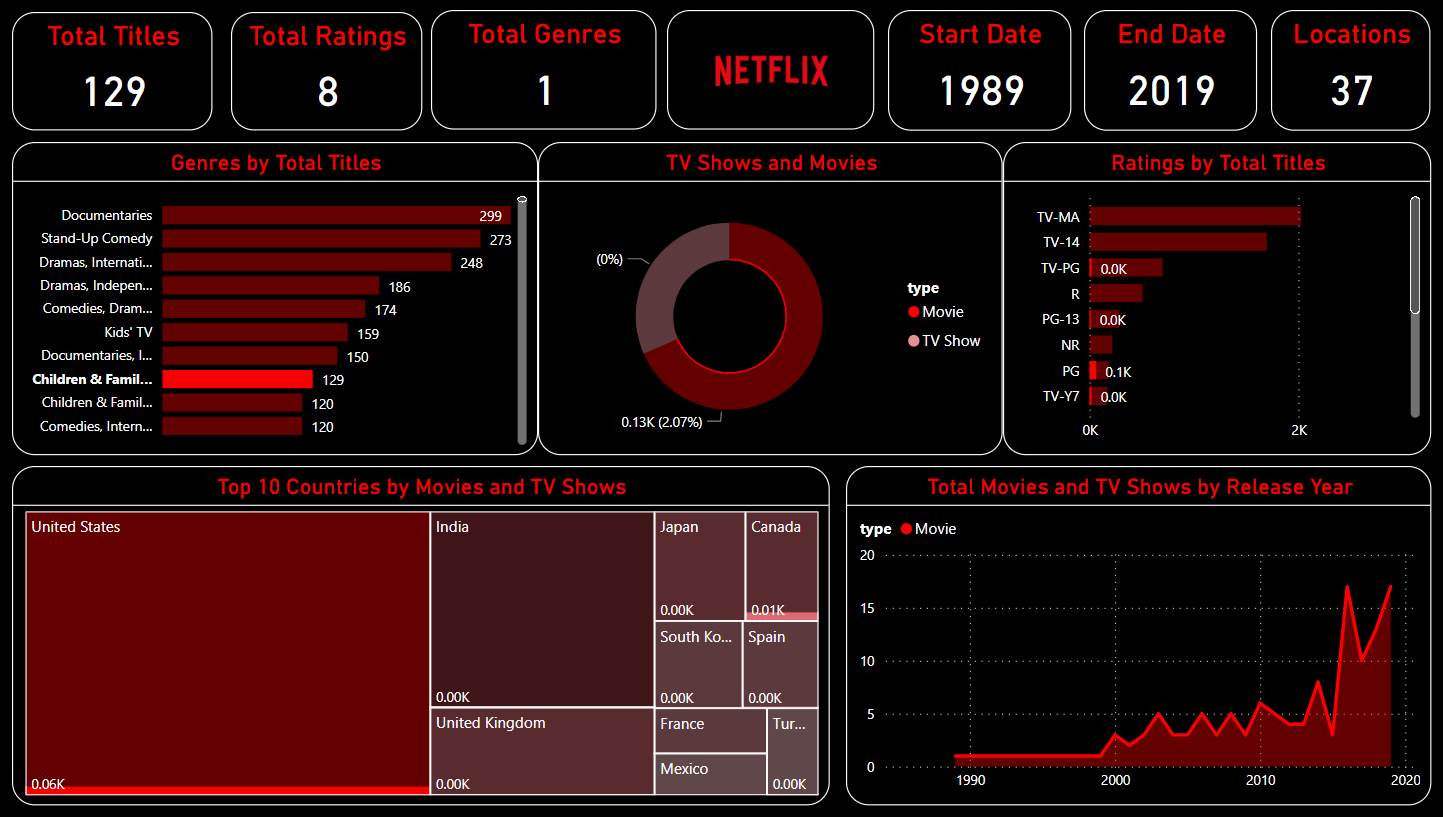 Total Titles
129
Total Ratings
8
Total Genres
1
NETFLIX
Start Date
1989
End Date
2019
Locations
37
Genres by Total Titles
Documentaries 299
Stand-Up Comedy 273
Dramas, Internati... 248
Dramas, Indepen... 186
Comedies, Dram... 174
Kids' TV 159
Documentaries, I... 150
Children & Famil... 129
Children & Famil... 120
Comedies, Intern... 120
TV Shows and Movies
(0%)
0.13K (2.07%)
type
Movie
TV Show
Ratings by Total Titles
TV-MA
TV-14
TV-PG 0.0K
R
PG-13 0.0K
NR
PG 0.1K
TV-Y7 0.0K
0K 2K
Top 10 Countries by Movies and TV Shows
United States
0.06K
India
0.00K
United Kingdom
0.00K
Japan
0.00K
Canada
0.01K
South Ko...
0.00K
Spain
0.00K
France
Mexico
Tur...
0.00K
Total Movies and TV Shows by Release Year
type Movie
20
15
10
5
0
1990 2000 2010 2020